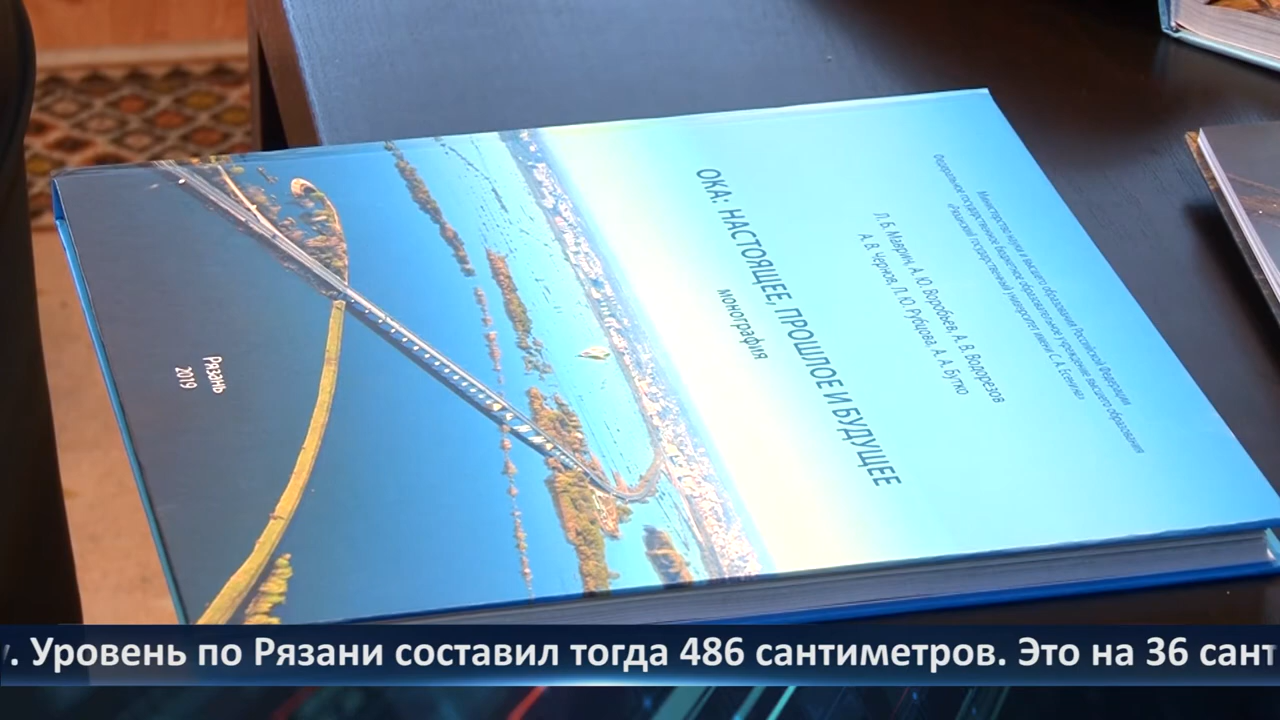 Министерство науки и высшего образования Российской Федерации
Федеральное государственное бюджетное образовательное учреждение высшего образования
«Рязанский государственный университет имени С. А. Есенина»
Л. Б. Маврин, А. Ю. Воробьев, А. В. Водорезов
А. В. Чернов, П. Ю. Рубцова, А. А. Бутко
ОКА: НАСТОЯЩЕЕ, ПРОШЛОЕ И БУДУЩЕЕ
монография
Рязань
2019
. Уровень по Рязани составил тогда 486 сантиметров. Это на 36 сант